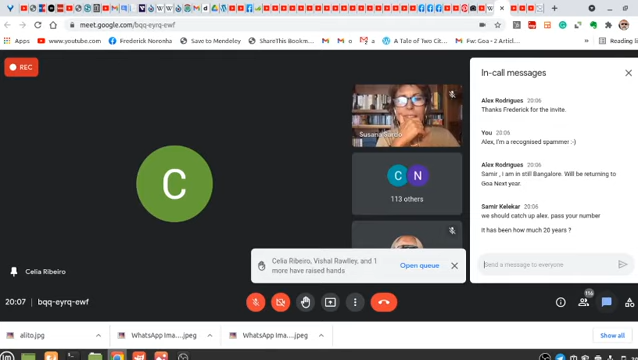 meet.google.com/bqq-eyrq-ewf
www.youtube.com
Frederick Noronha
Save to Mendeley
ShareThis Bookm...
A Tale of Two Cit...
Fw: Goa - 2 Artic...
Reading
REC
Susana Sardo
C
C N
113 others
Celia Ribeiro, Vishal Rawlley, and 1
more have raised hands
Open queue
Celia Ribeiro
20:07
bqq-eyrq-ewf
In-call messages
Alex Rodrigues 20:06
Thanks Frederick for the invite.
You 20:06
Alex, I'm a recognised spammer :-)
Alex Rodrigues 20:06
Samir , I am in still Bangalore. Will be returning to
Goa Next year.
Samir Kelekar 20:06
we should catch up alex. pass your number
it has been how much 20 years ?
Send a message to everyone
116
alito.jpg
WhatsApp Ima....jpeg
WhatsApp Ima....jpeg
Show all